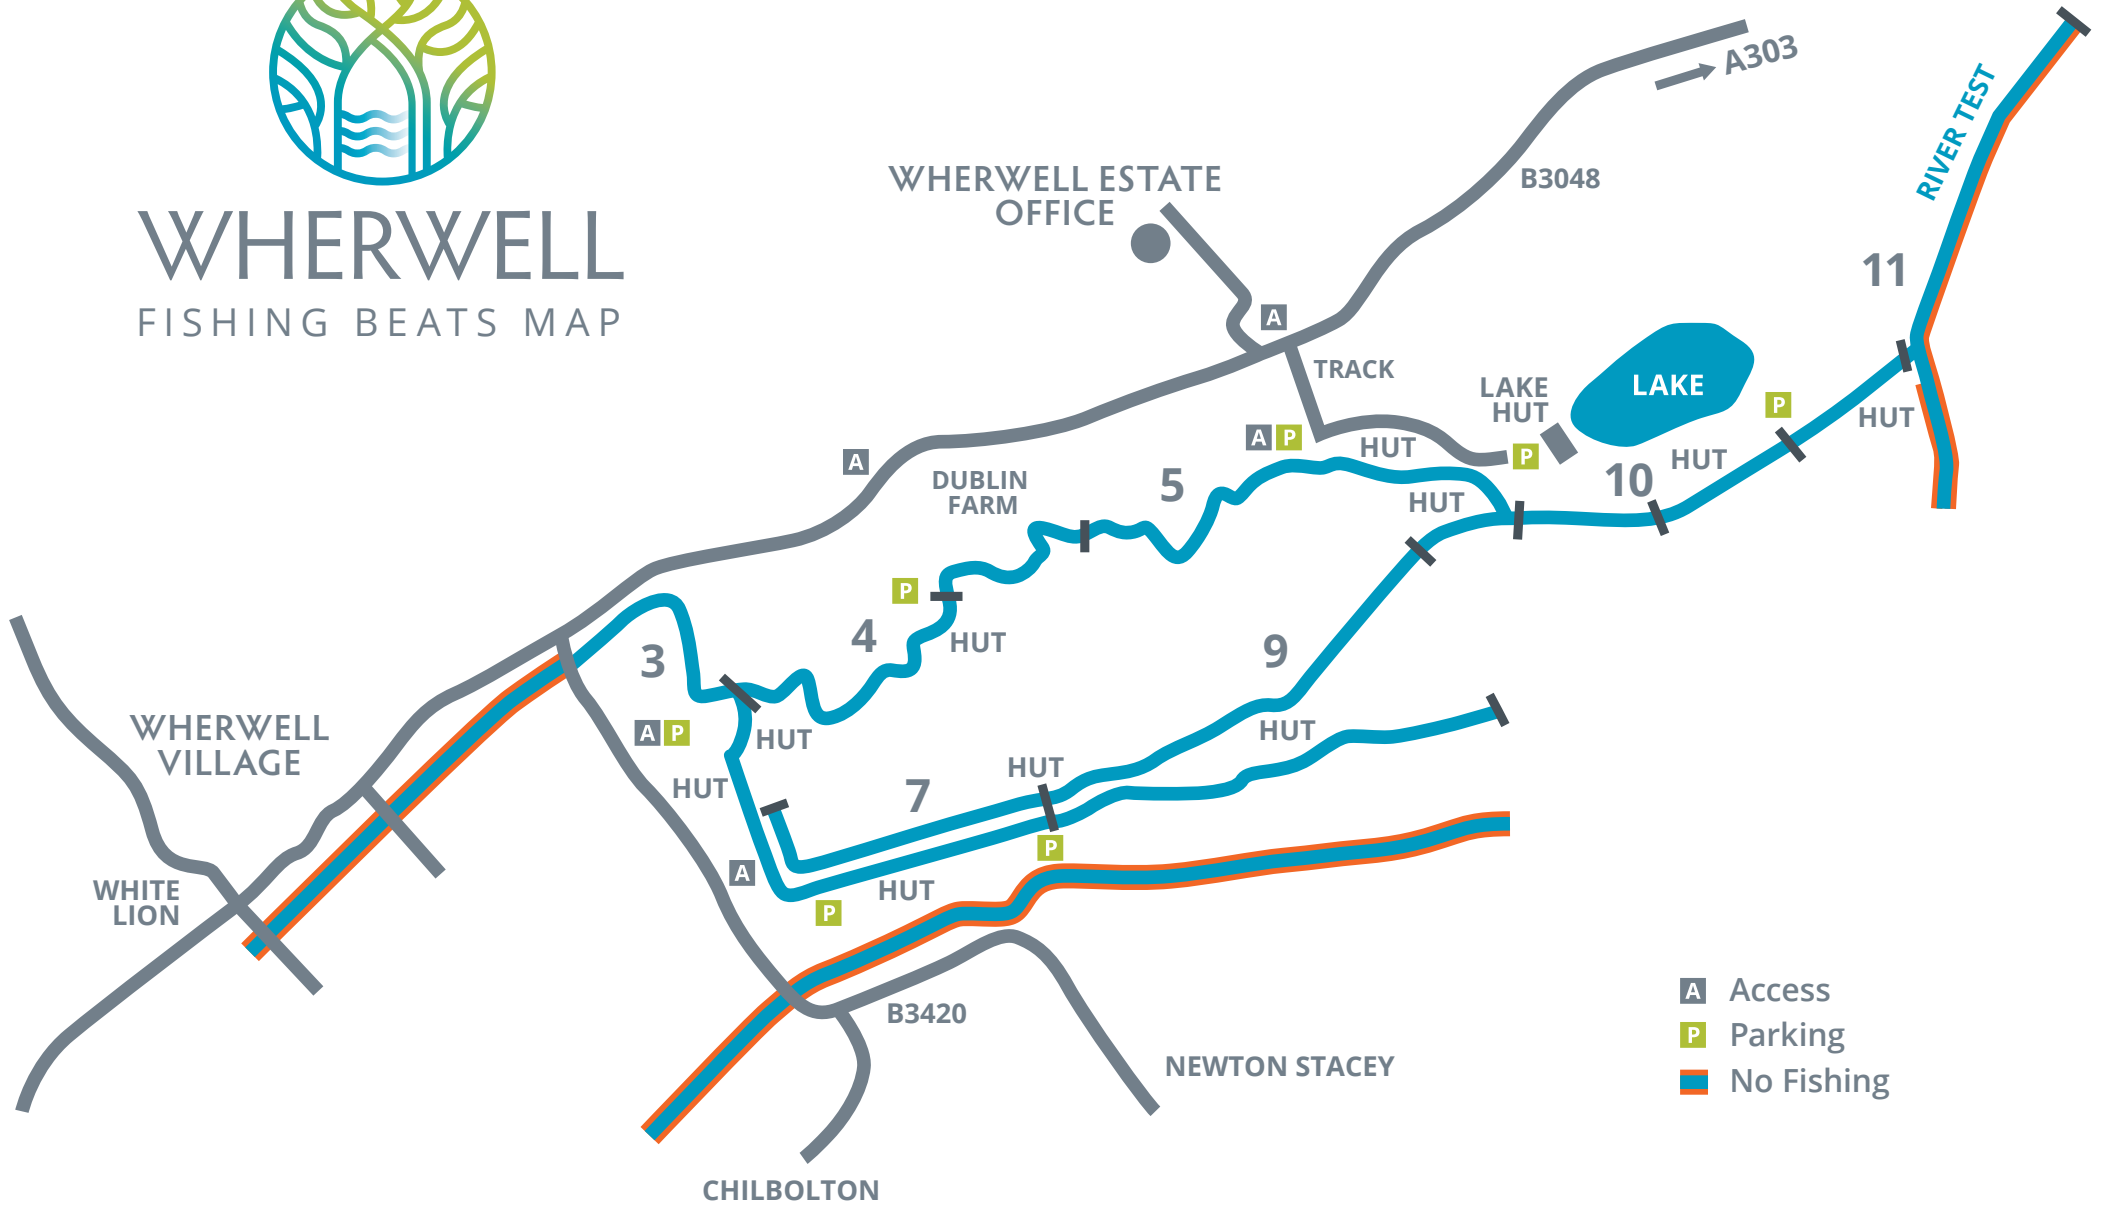 WHERWELL
FISHING BEATS MAP
A303
RIVER TEST
B3048
WHERWELL ESTATE
OFFICE
11
A
TRACK
LAKE
HUT
LAKE
P
HUT
A P
HUT
P
A
DUBLIN
FARM
5
HUT
10
HUT
P
4
HUT
3
9
WHERWELL
VILLAGE
A P
HUT
HUT
HUT
HUT
7
P
WHITE
LION
A
HUT
P
B3420
NEWTON STACEY
CHILBOLTON
A Access
P Parking
No Fishing